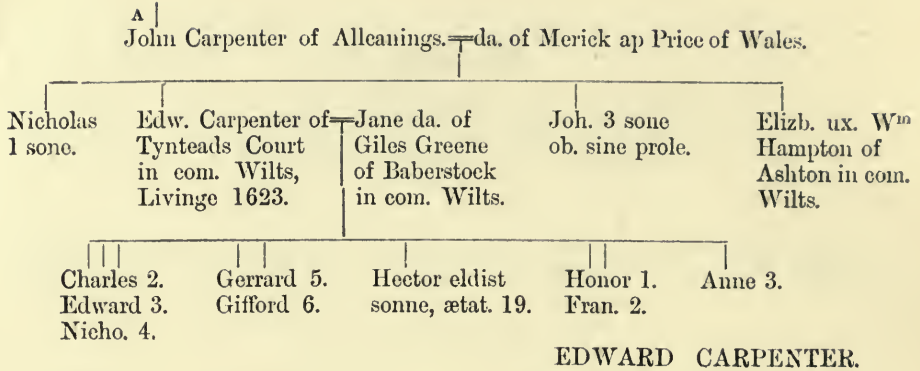 A
John Carpenter of Allcanings.=da. of Merick ap Price of Wales.
Nicholas
1 sone.
Edw. Carpenter of=Jane da. of
Tynteads Court
in com. Wilts,
Livinge 1623.
Giles Greene
of Baberstock
in com. Wilts.
Joh. 3 sone
ob. sine prole.
Elizb. ux. Wᵐ
Hampton of
Ashton in com.
Wilts.
Charles 2.
Edward 3.
Nicho. 4.
Gerrard 5.
Gifford 6.
Hector eldist
sonne, ætat. 19.
Honor 1.
Fran. 2.
Anne 3.
EDWARD CARPENTER.